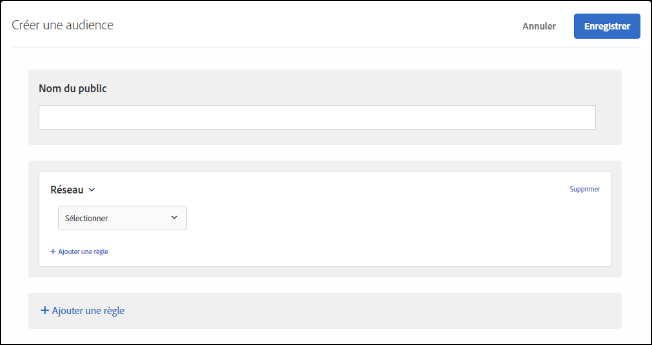 Créer une audience
Annuler
Enregistrer
Nom du public
Réseau
Supprimer
Sélectionner
+ Ajouter une règle
+ Ajouter une règle